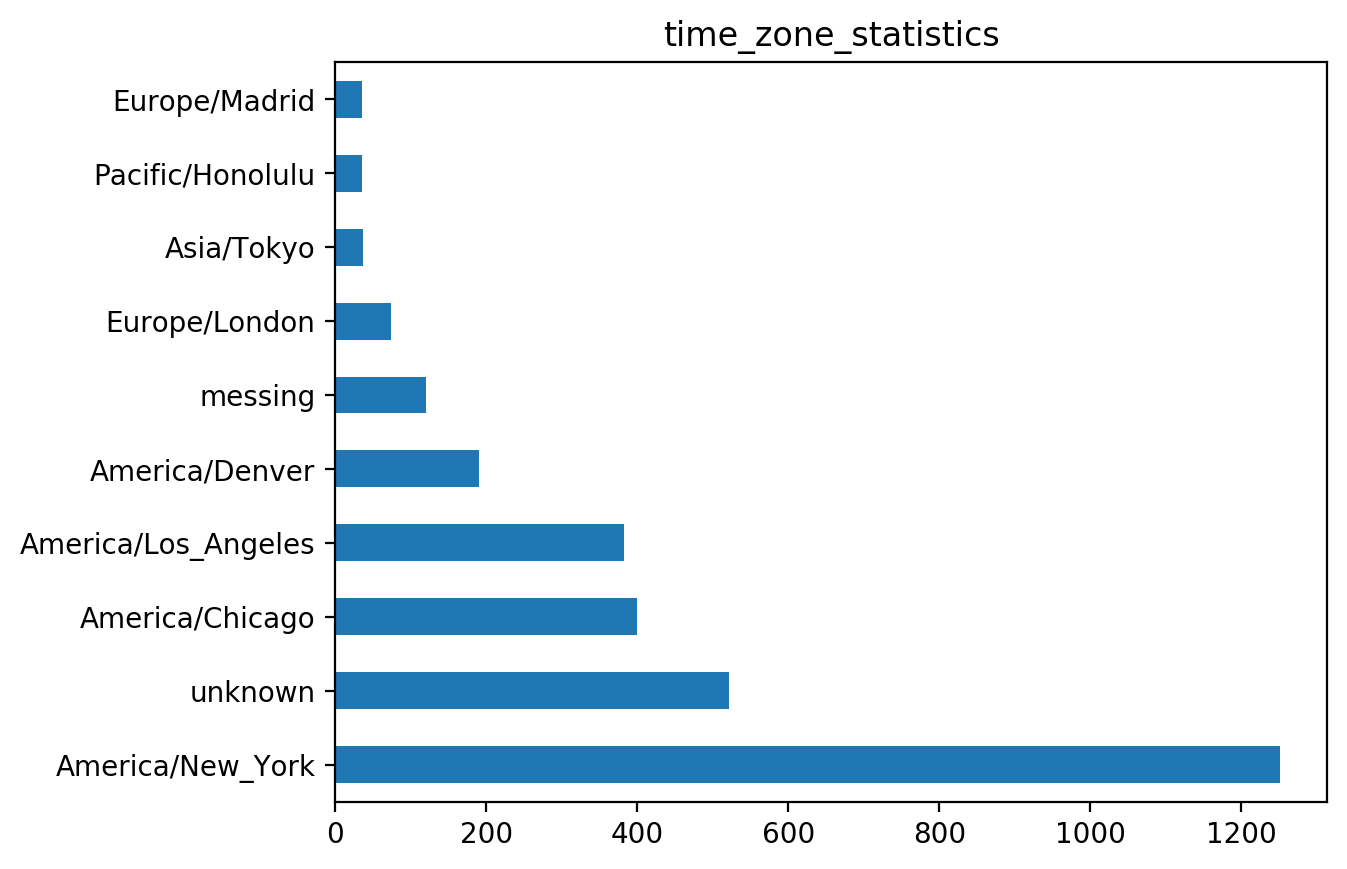 time_zone_statistics
Europe/Madrid
Pacific/Honolulu
Asia/Tokyo
Europe/London
messing
America/Denver
America/Los_Angeles
America/Chicago
unknown
America/New_York
0 200 400 600 800 1000 1200